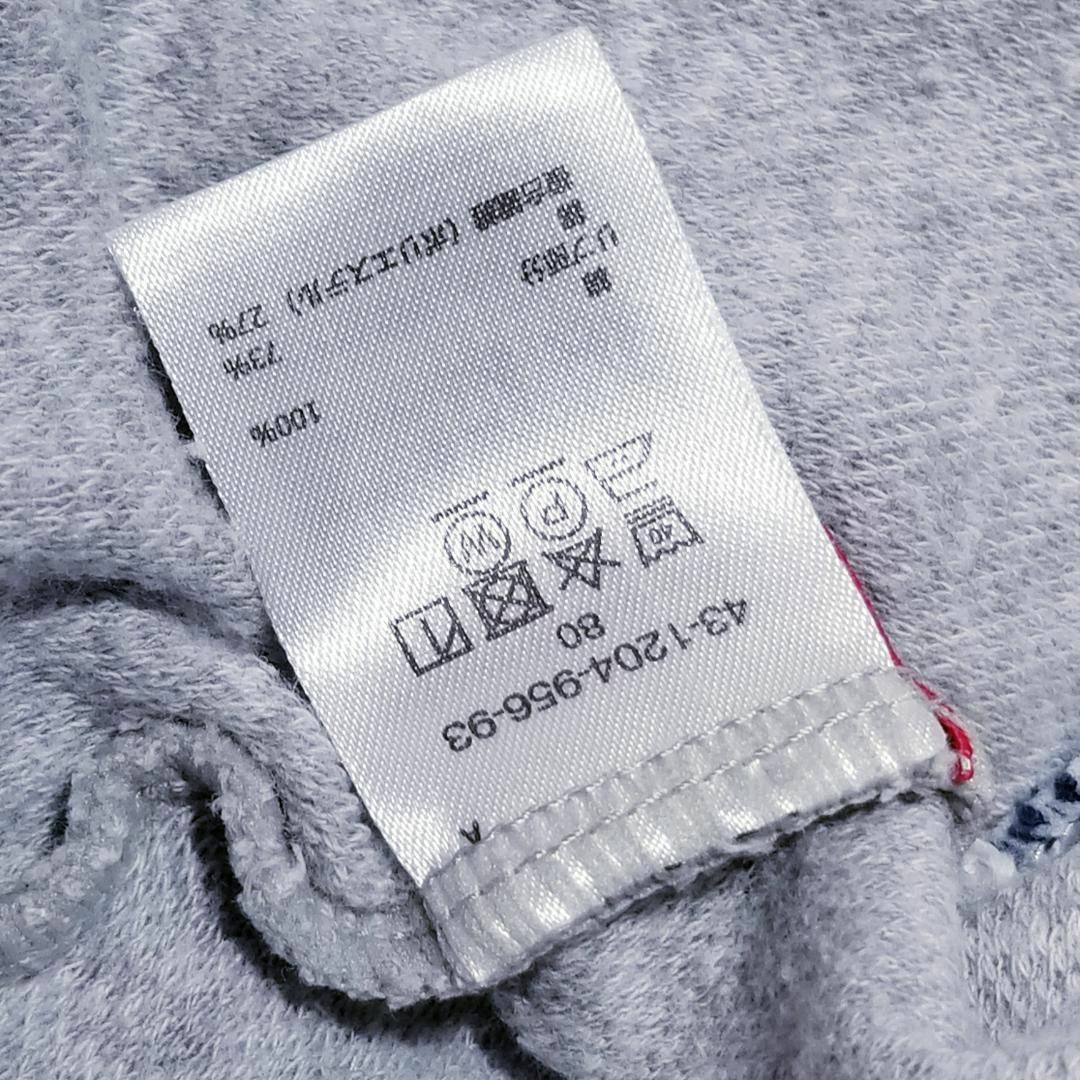 A
43-1204-956-93
80
40
P W
綿 100%
リブ部分
綿 73%
複合繊維 (ポリエステル) 27%